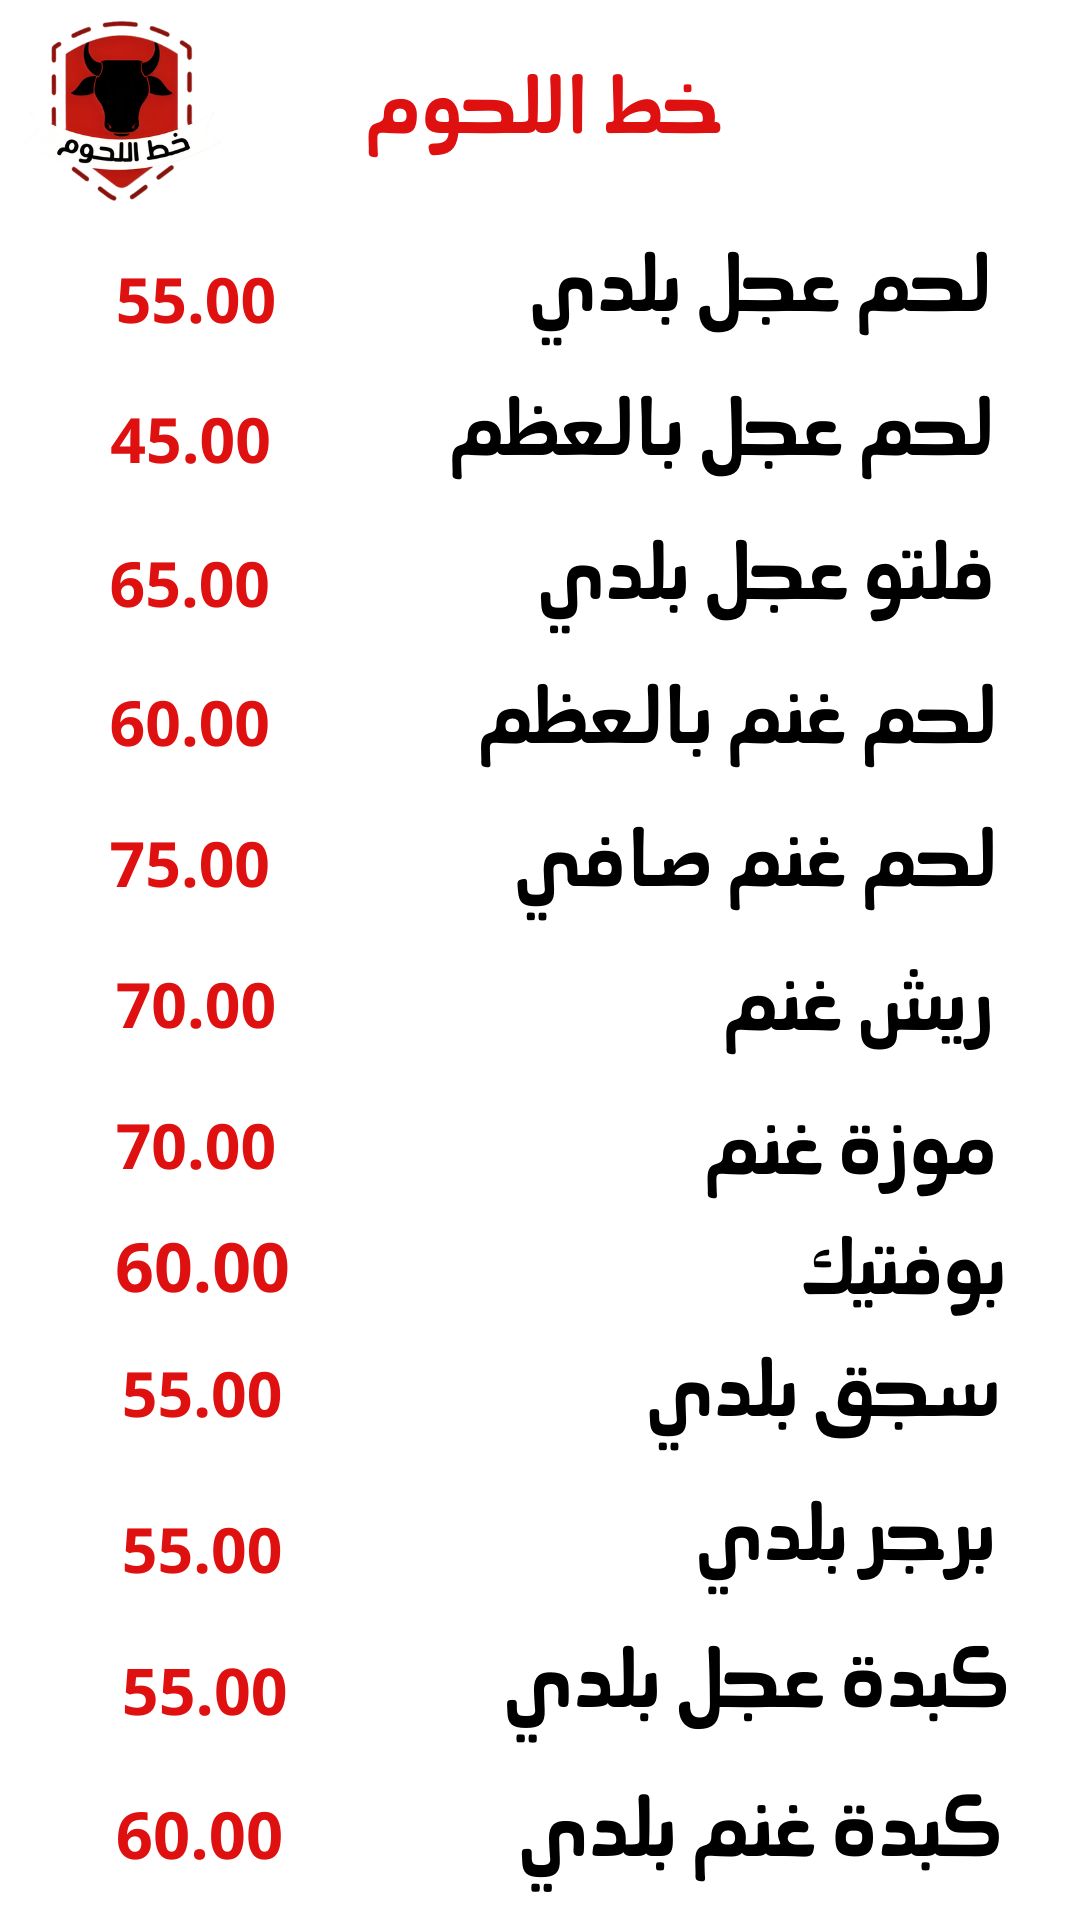 خط اللحوم
خط اللحوم
لحم عجل بلدي 55.00
لحم عجل بالعظم 45.00
فلتو عجل بلدي 65.00
لحم غنم بالعظم 60.00
لحم غنم صافي 75.00
ريش غنم 70.00
موزة غنم 70.00
بوفتيك 60.00
سجق بلدي 55.00
برجر بلدي 55.00
كبدة عجل بلدي 55.00
كبدة غنم بلدي 60.00